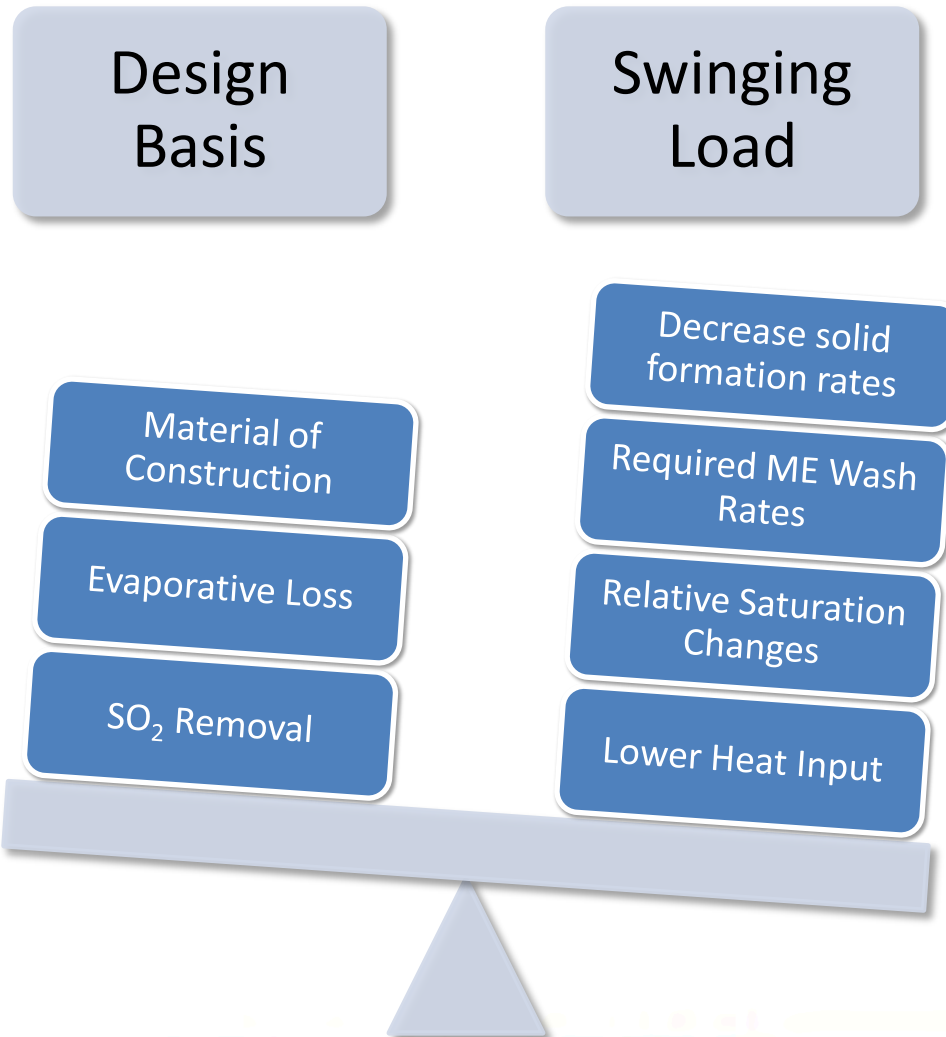 Design
Basis
Swinging
Load
Material of
Construction
Evaporative Loss
SO₂ Removal
Decrease solid
formation rates
Required ME Wash
Rates
Relative Saturation
Changes
Lower Heat Input